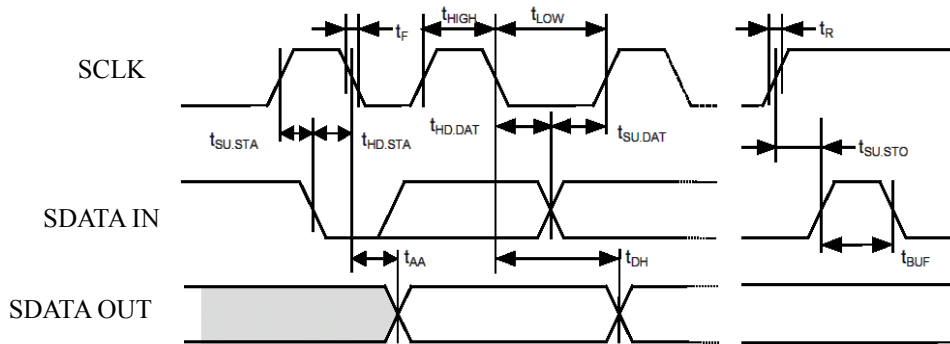 tF
tHIGH
tLOW
tR
SCLK
tSU.STA
tHD.STA
tHD.DAT
tSU.DAT
tSU.STO
SDATA IN
tAA
tDH
tBUF
SDATA OUT